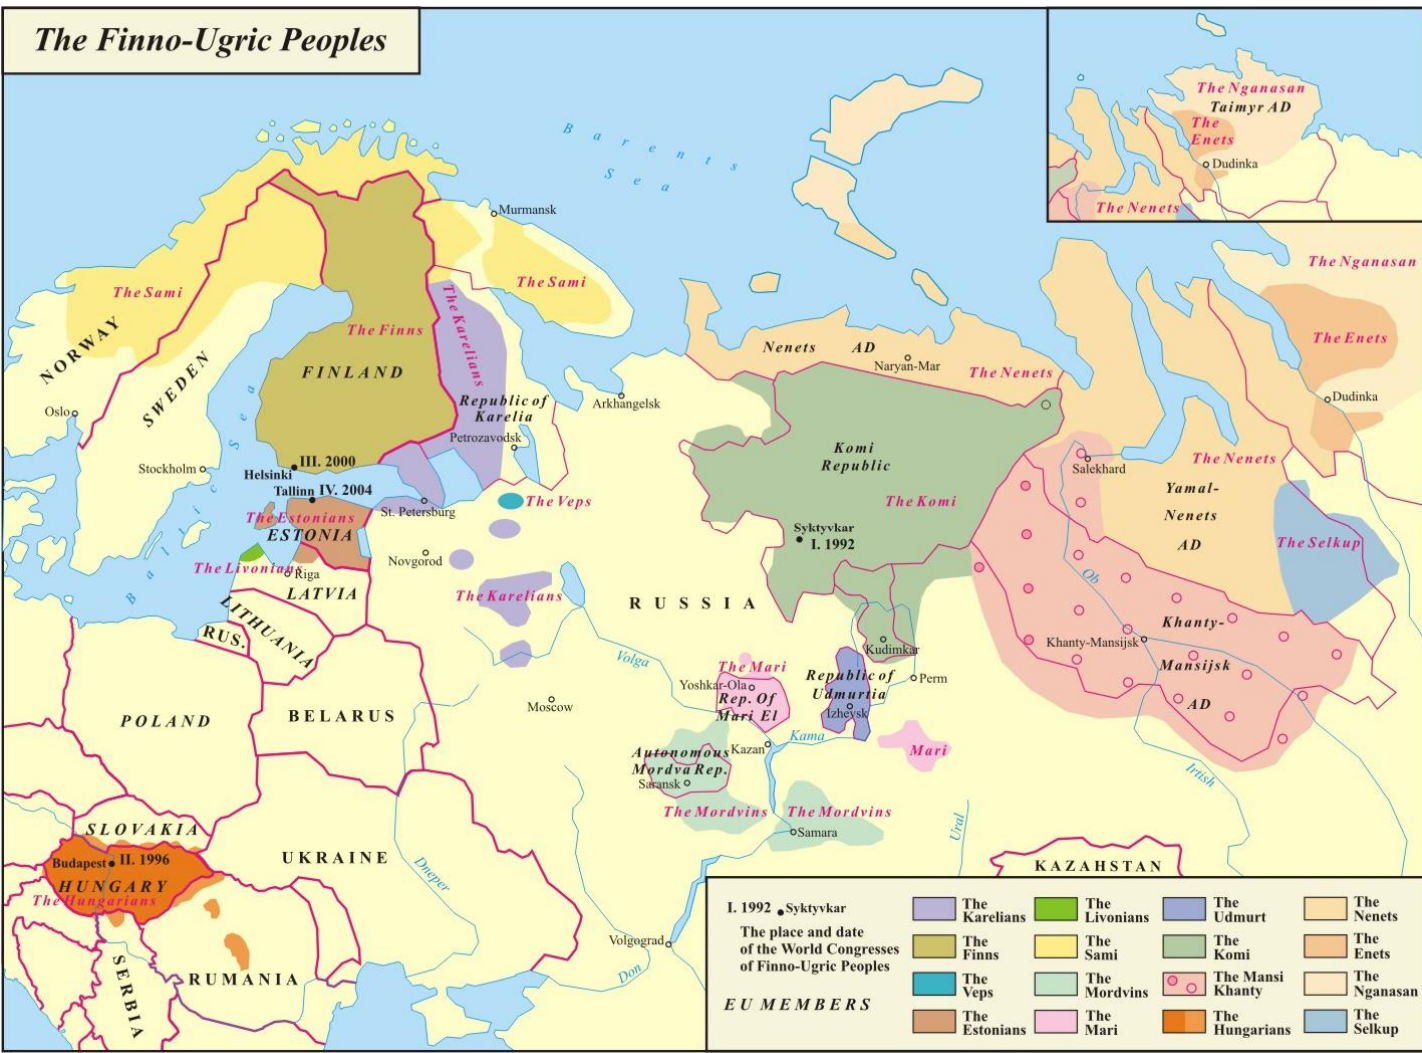 The Finno-Ugric Peoples
Barents
Sea
The Nganasan
Taimyr AD
The
Enets
Dudinka
The Nenets
Murmansk
The Sami
The Sami
The Nganasan
The Karelians
The Finns
The Enets
NORWAY
SWEDEN
FINLAND
Nenets AD
Naryan-Mar
The Nenets
Oslo
Baltic Sea
Republic of
Karelia
Petrozavodsk
Arkhangelsk
Dudinka
Komi
Republic
The Komi
Stockholm
III. 2000
Helsinki
Tallinn IV. 2004
The Estonians
ESTONIA
St. Petersburg
The Veps
Salekhard
The Nenets
Yamal-
Nenets
AD
Syktyvkar
I. 1992
The Selkup
The Livonians
Riga
LATVIA
Novgorod
The Karelians
RUSSIA
Ob
Khanty-
Mansijsk
AD
Khanty-Mansijsk
LITHUANIA
RUS.
Volga
Kudimkar
The Mari
Yoshkar-Ola
Rep. Of
Mari El
Republic of
Udmurtia
Izhevsk
Perm
POLAND
BELARUS
Moscow
Kazan
Kama
Mari
Autonomous
Mordva Rep.
Saransk
The Mordvins
The Mordvins
Samara
Irtish
Ural
SLOVAKIA
Budapest II. 1996
HUNGARY
The Hungarians
UKRAINE
Dneper
KAZAHSTAN
Volgograd
Don
SERBIA
RUMANIA
I. 1992 Syktyvkar
The place and date
of the World Congresses
of Finno-Ugric Peoples
EU MEMBERS
The
Karelians
The
Finns
The
Veps
The
Estonians
The
Livonians
The
Sami
The
Mordvins
The
Mari
The
Udmurt
The
Komi
The Mansi
Khanty
The
Hungarians
The
Nenets
The
Enets
The
Nganasan
The
Selkup